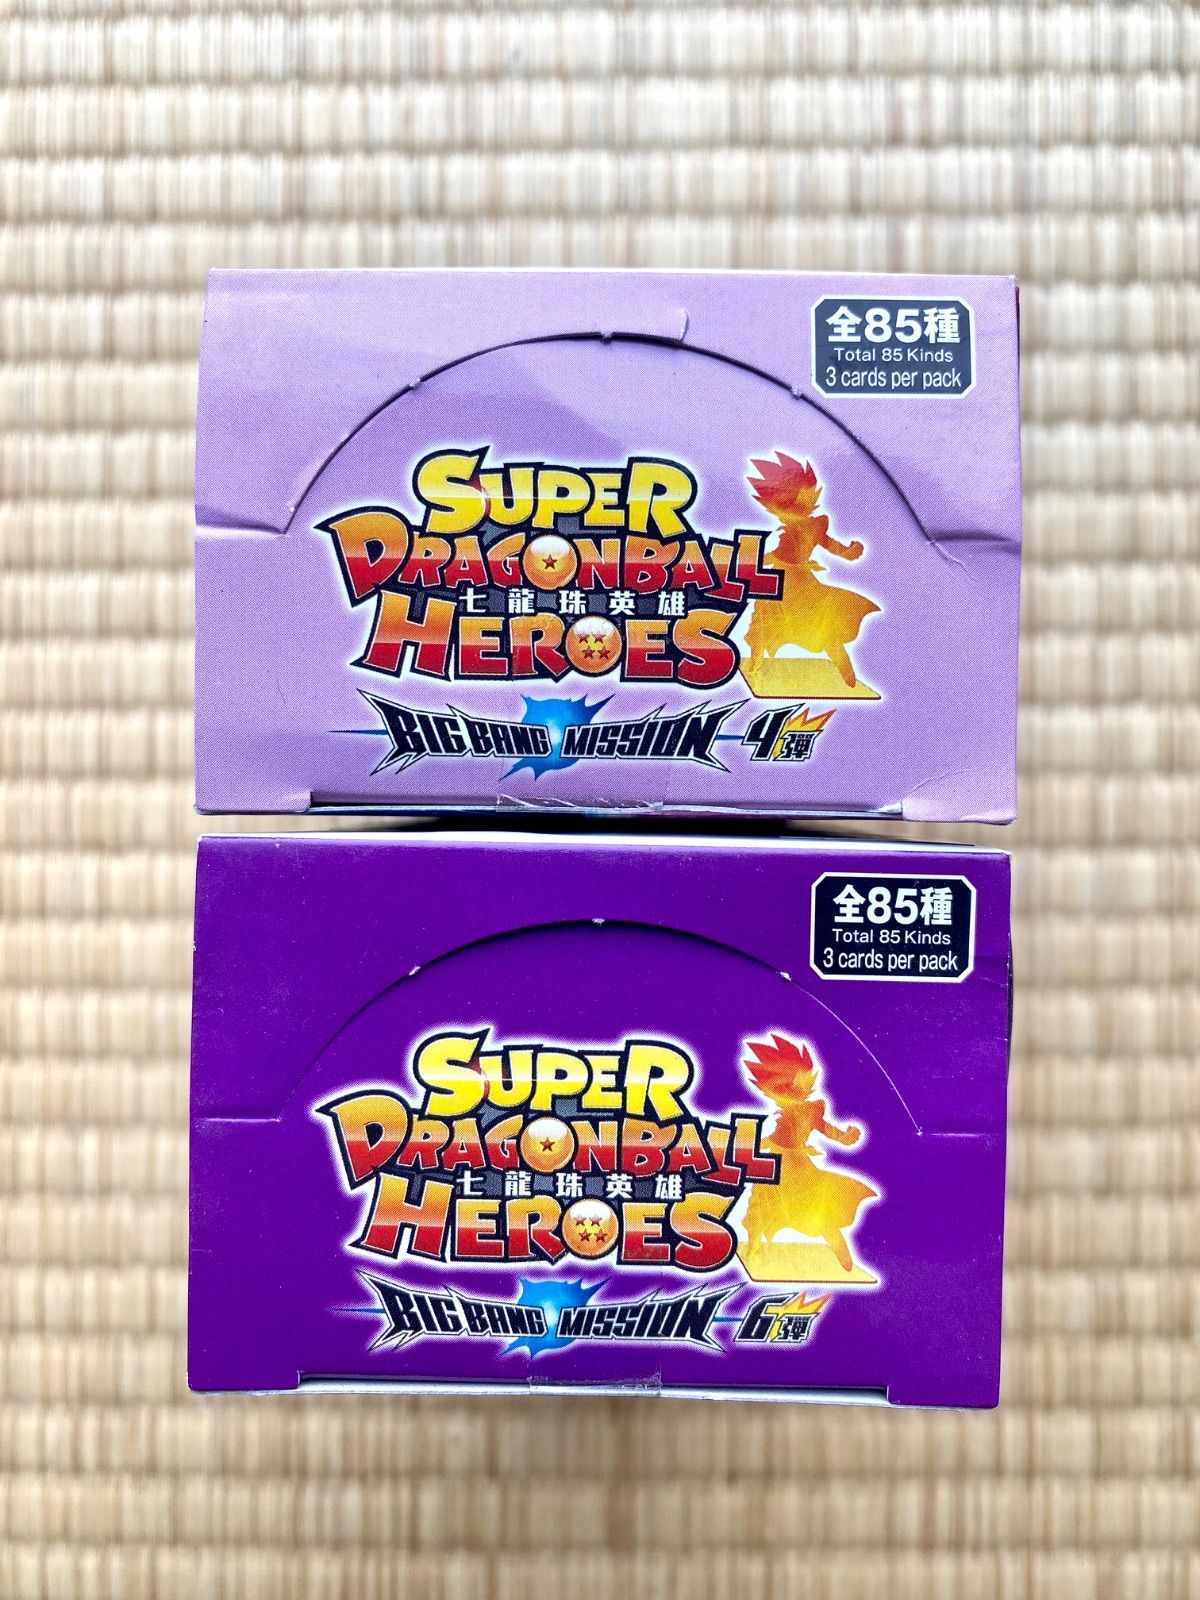 全85種
Total 85 Kinds
3 cards per pack
SUPER
DRAGONBALL
七龍珠英雄
HEROES
BIG BANG MISSION 4彈
全85種
Total 85 Kinds
3 cards per pack
SUPER
DRAGONBALL
七龍珠英雄
HEROES
BIG BANG MISSION 6彈